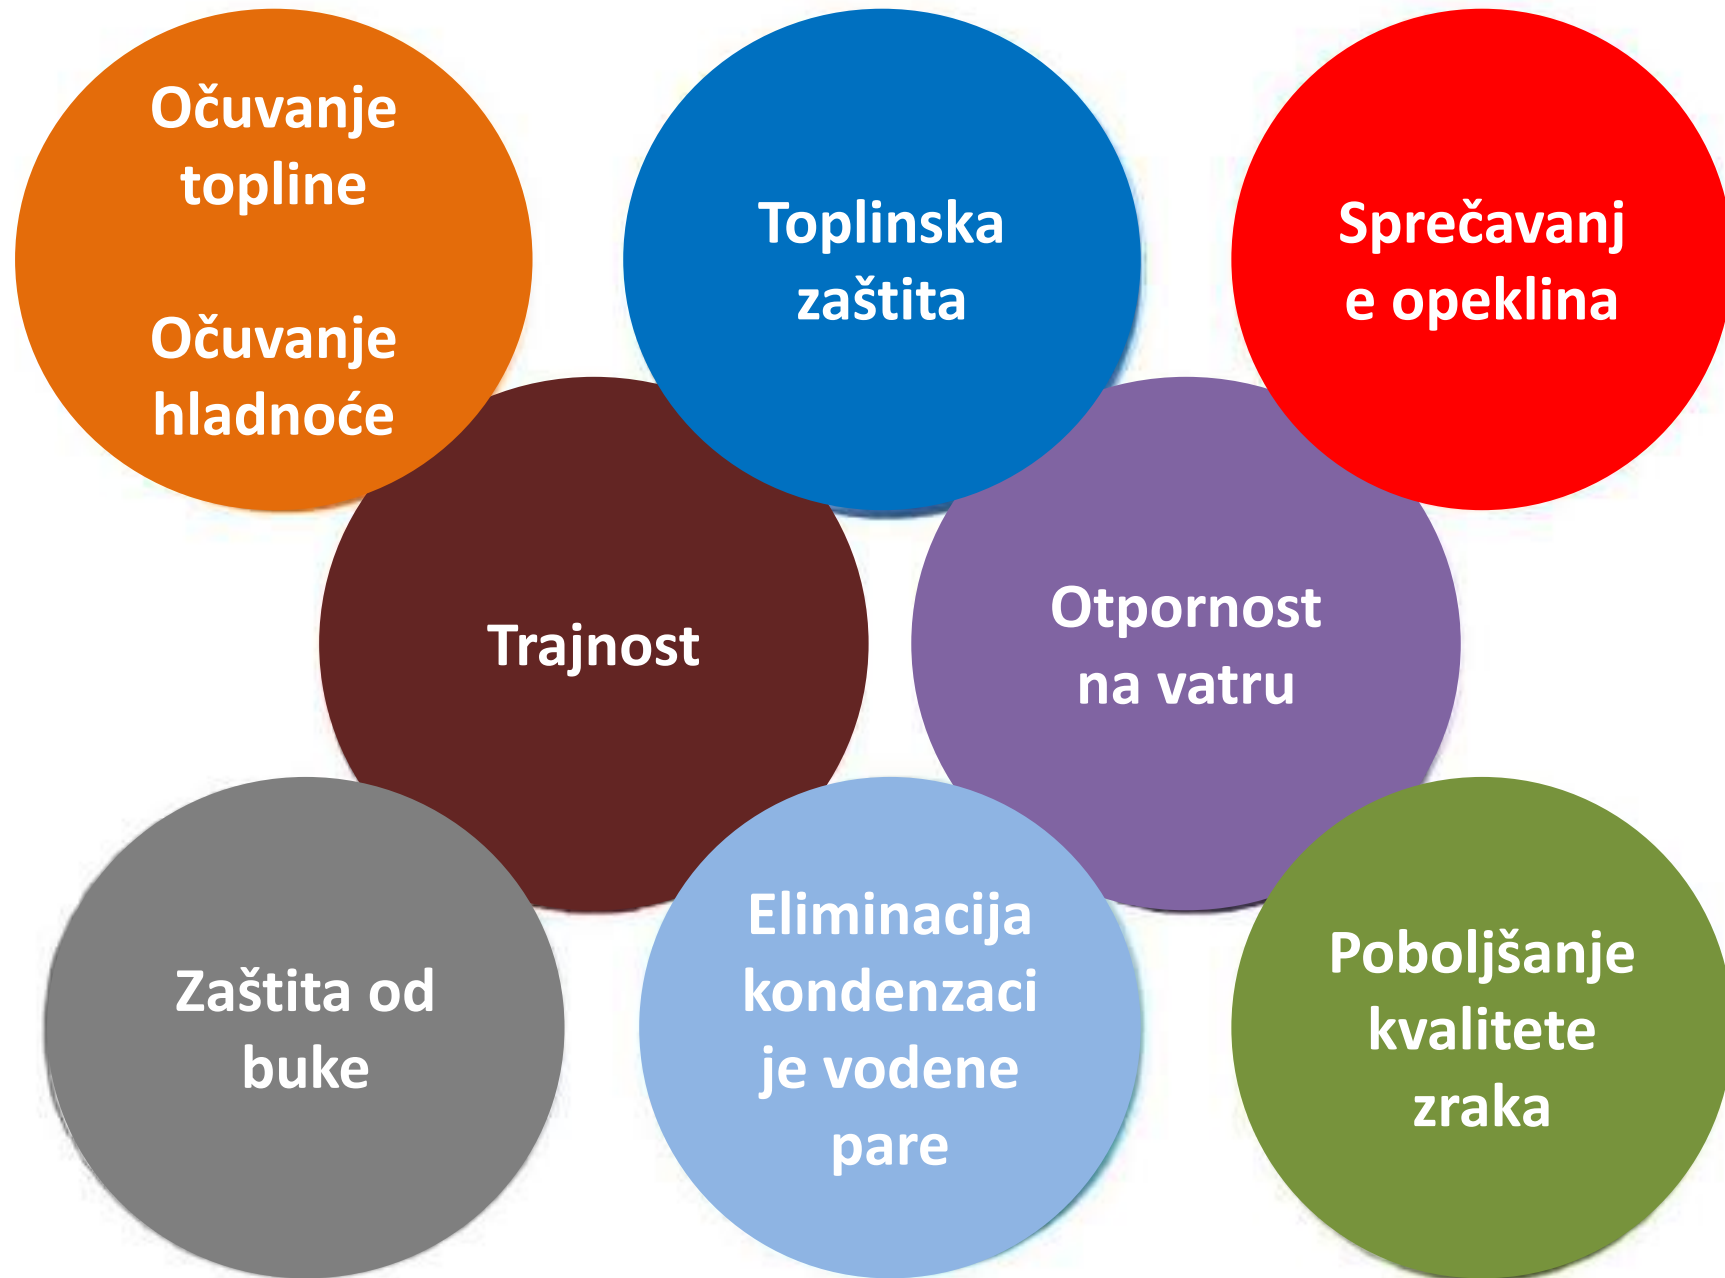 Očuvanje
topline
Očuvanje
hladnoće
Toplinska
zaštita
Sprečavanj
e opeklina
Trajnost
Otpornost
na vatru
Zaštita od
buke
Eliminacija
kondenzaci
je vodene
pare
Poboljšanje
kvalitete
zraka